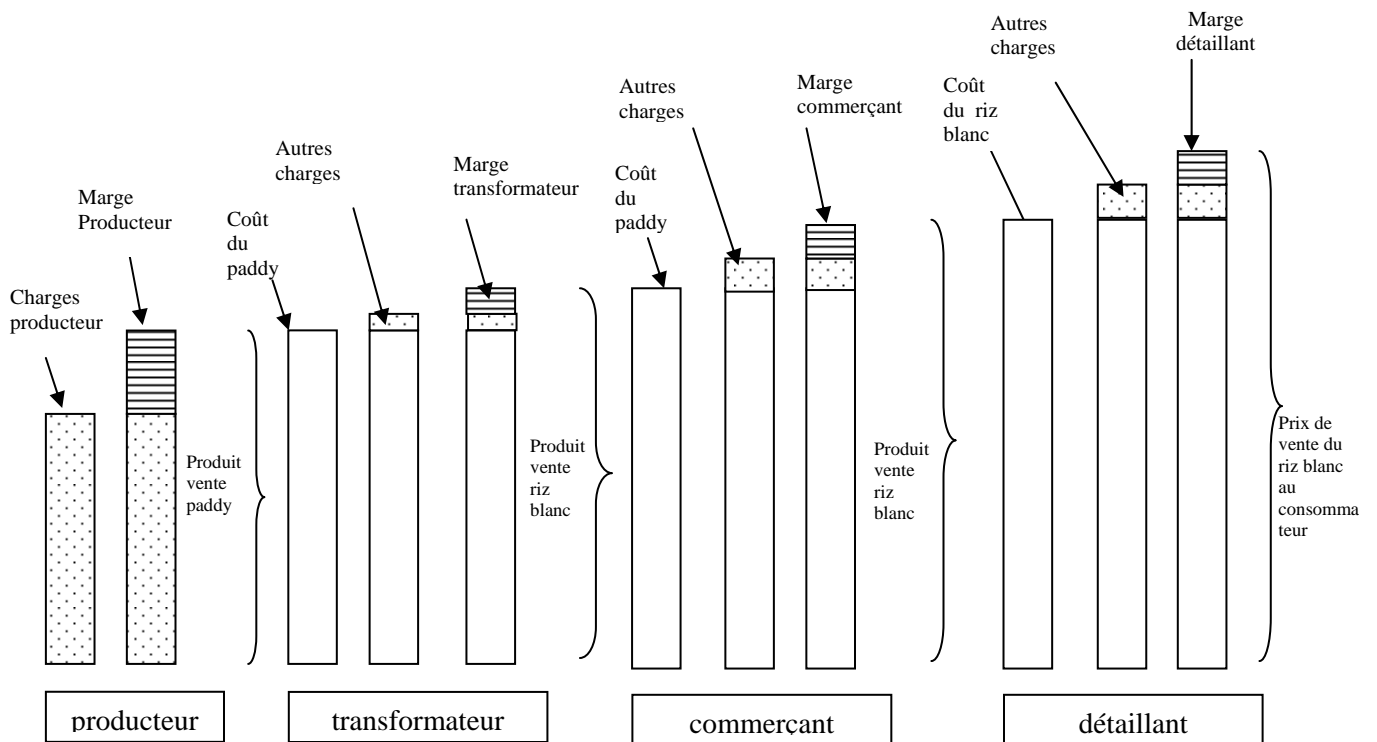 Charges
producteur
Marge
Producteur
Produit
vente
paddy
Coût
du
paddy
Autres
charges
Marge
transformateur
Produit
vente
riz
blanc
Coût
du
paddy
Autres
charges
Marge
commerçant
Produit
vente
riz
blanc
Coût
du riz
blanc
Autres
charges
Marge
détaillant
Prix de
vente du
riz blanc
au
consomma
teur
producteur
transformateur
commerçant
détaillant